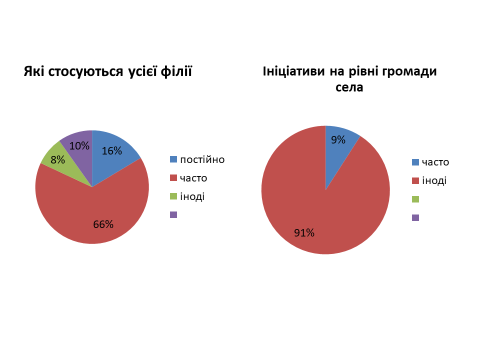 Які стосуються усієї філії
16%
66%
8%
10%
постійно
часто
іноді
Ініціативи на рівні громади
села
9%
91%
часто
іноді